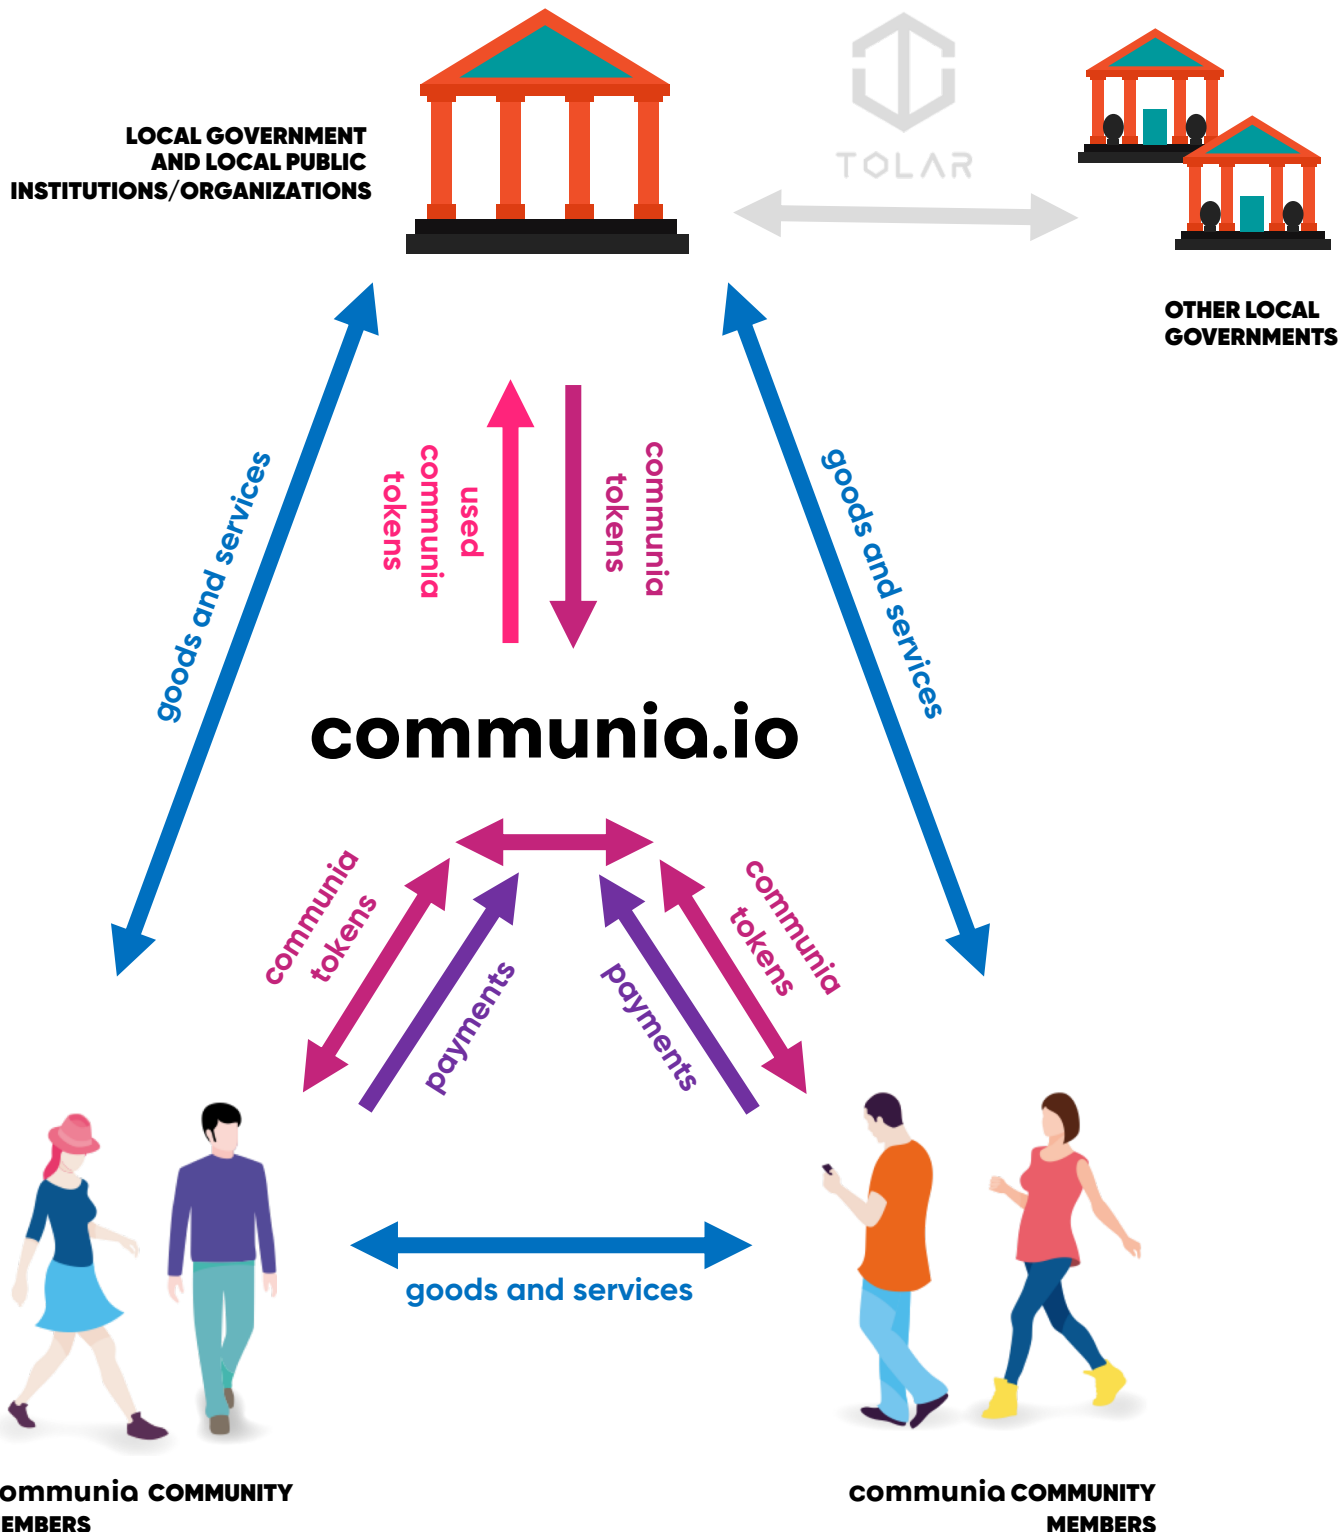 LOCAL GOVERNMENT
AND LOCAL PUBLIC
INSTITUTIONS/ORGANIZATIONS
TOLAR
OTHER LOCAL
GOVERNMENTS
goods and services
used
communia
tokens
communia
tokens
goods and services
communia.io
communia
tokens
payments
payments
communia
tokens
goods and services
ommunia COMMUNITY
EMBERS
communia COMMUNITY
MEMBERS